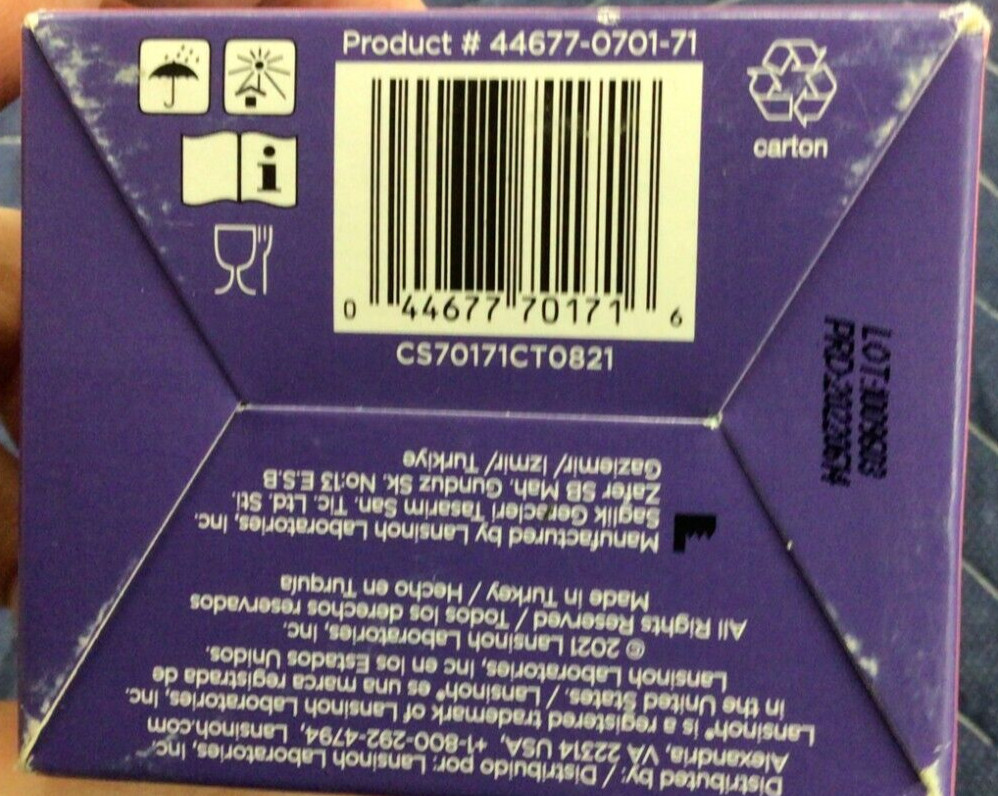 Product # 44677-0701-71
carton
0 44677 70171 6
CS70171CT0821
Distributed by: / Distribuido por: Lansinoh Laboratories, Inc.
Alexandria, VA 22314 USA, +1-800-292-4794, Lansinoh.com
Lansinoh® is a registered trademark of Lansinoh Laboratories, Inc.
in the United States. / Lansinoh® es una marca registrada de
Lansinoh Laboratories, Inc en los Estados Unidos.
© 2021 Lansinoh Laboratories, Inc.
All Rights Reserved / Todos los derechos reservados
Made in Turkey / Hecho en Turquía
Manufactured by Lansinoh Laboratories, Inc.
Saglik Gerecleri Tasarim San. Tic. Ltd. Sti.
Zafer SB Mah. Gunduz Sk. No:13 E.S.B
Gaziemir/ Izmir/ Turkiye